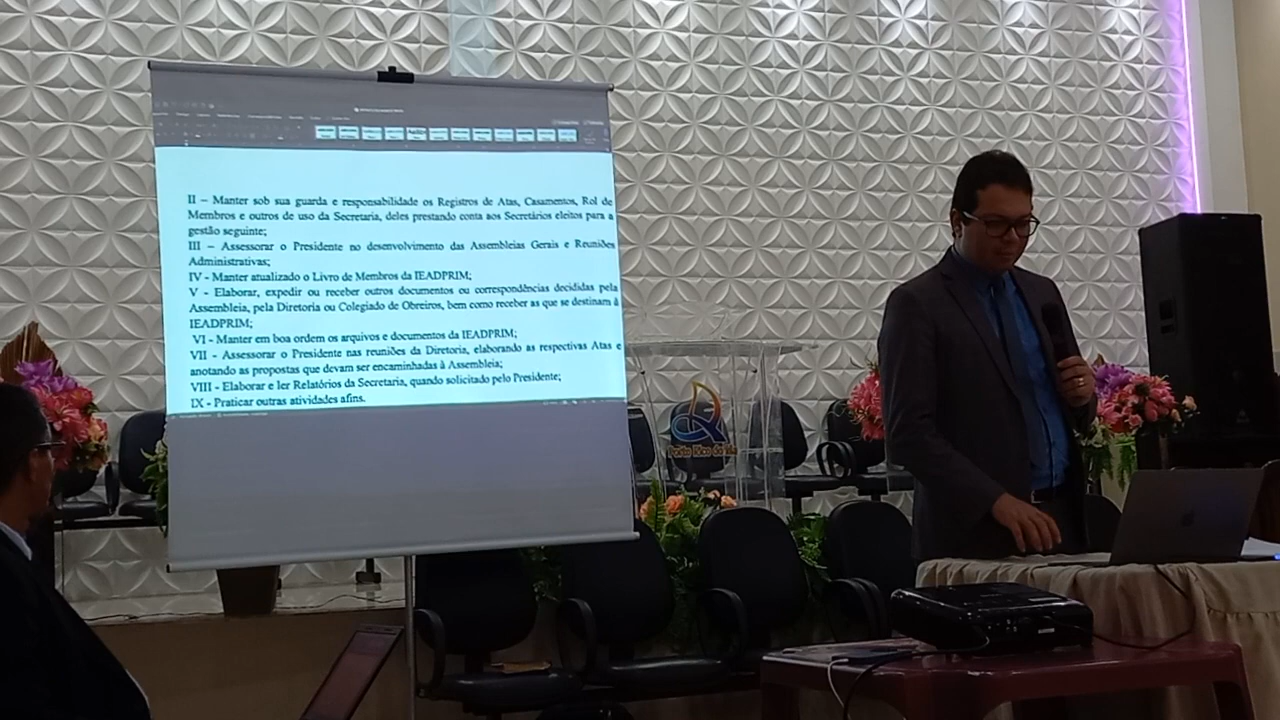 II – Manter sob sua guarda e responsabilidade os Registros de Atas, Casamentos, Rol de
Membros e outros de uso da Secretaria, deles prestando conta aos Secretários eleitos para a
gestão seguinte;
III – Assessorar o Presidente no desenvolvimento das Assembleias Gerais e Reuniões
Administrativas;
IV - Manter atualizado o Livro de Membros da IEADPRIM;
V - Elaborar, expedir ou receber outros documentos ou correspondências decididas pela
Assembleia, pela Diretoria ou Colegiado de Obreiros, bem como receber as que se destinam à
IEADPRIM;
VI - Manter em boa ordem os arquivos e documentos da IEADPRIM;
VII - Assessorar o Presidente nas reuniões da Diretoria, elaborando as respectivas Atas e
anotando as propostas que devam ser encaminhadas à Assembleia;
VIII - Elaborar e ler Relatórios da Secretaria, quando solicitado pelo Presidente;
IX - Praticar outras atividades afins.
Porto Rico do